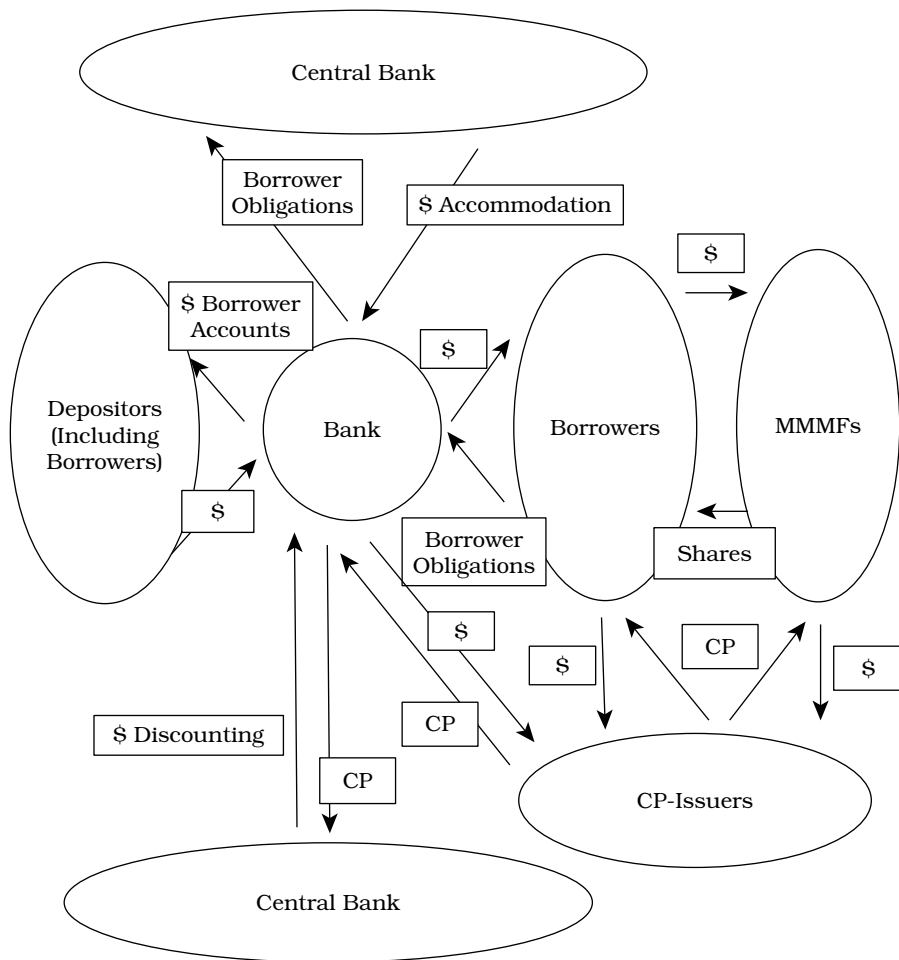 Central Bank
Borrower
Obligations
$ Accommodation
$
$ Borrower
Accounts
$
Depositors
(Including
Borrowers)
Bank
Borrowers
MMMFs
$
Borrower
Obligations
Shares
$
CP
$
$
CP
$ Discounting
CP
CP-Issuers
Central Bank